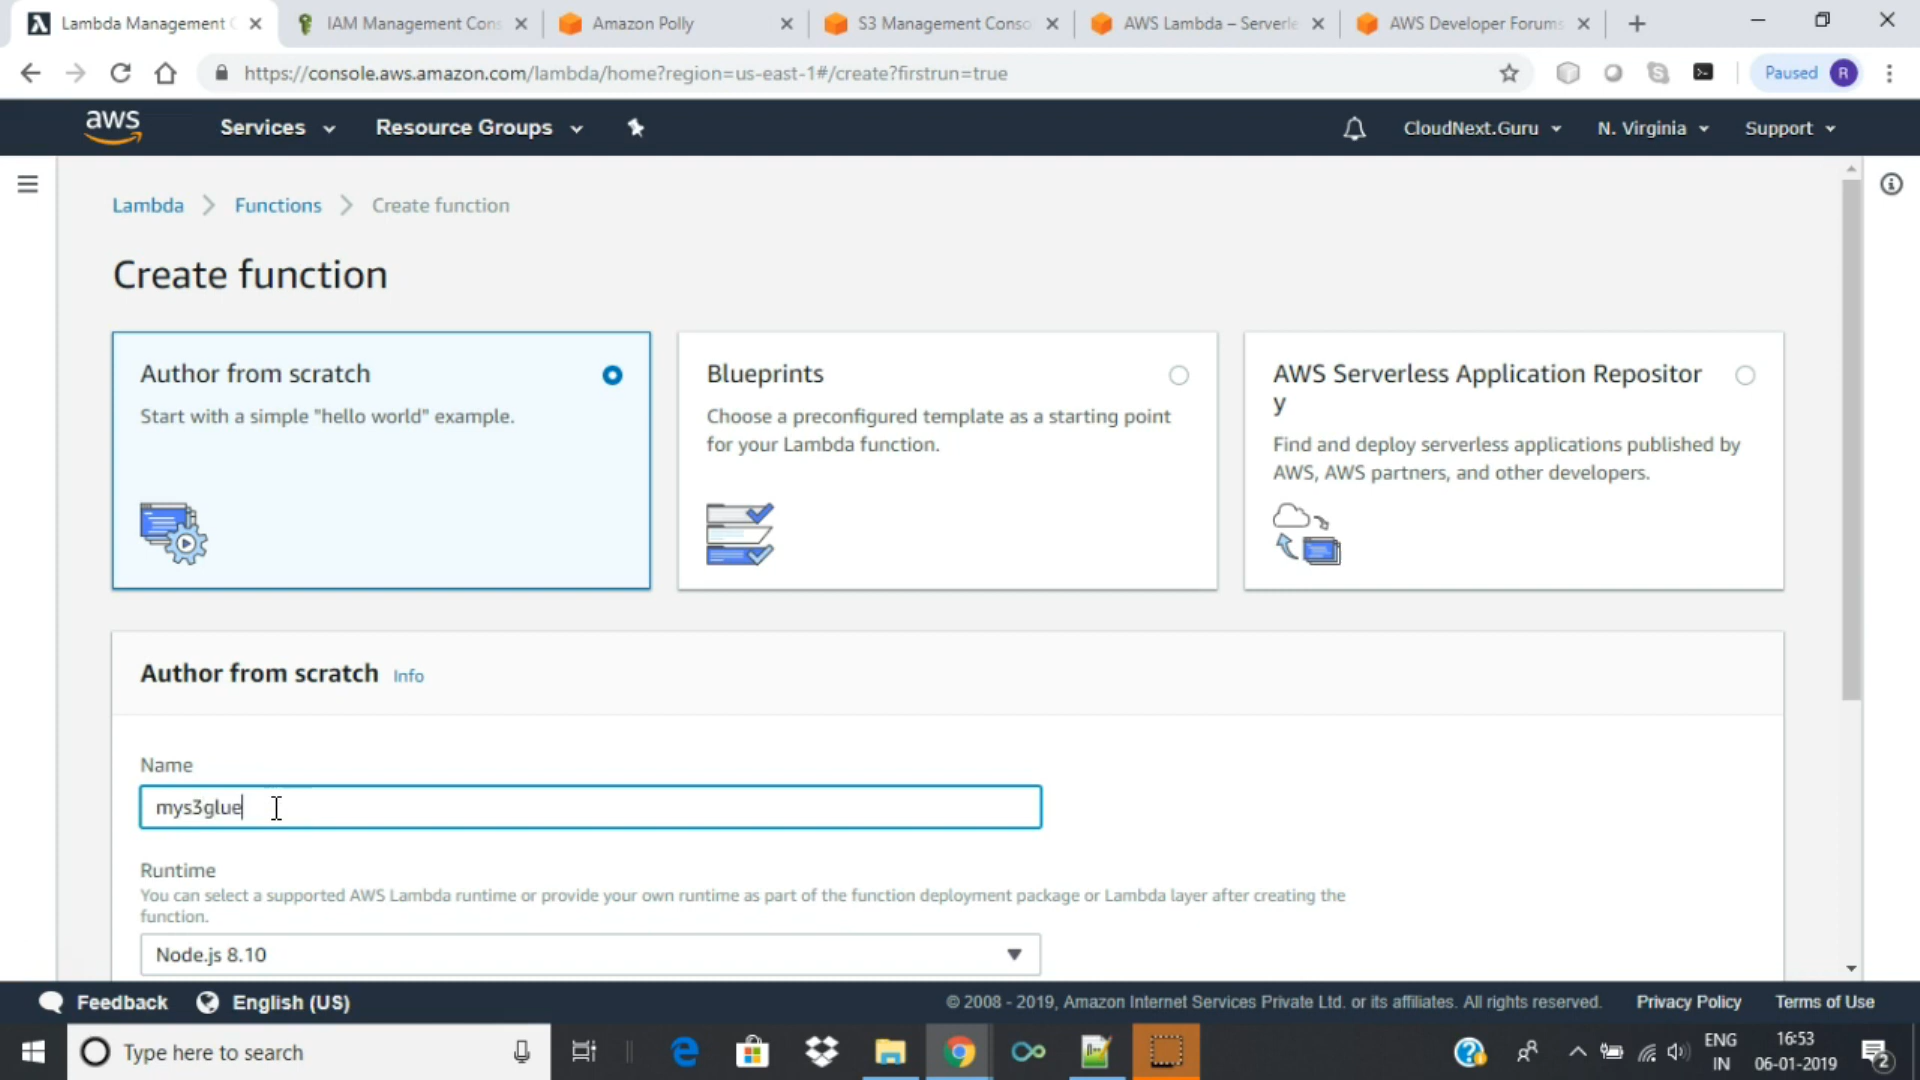 Lambda Management C
IAM Management Cons
Amazon Polly
S3 Management Conso
AWS Lambda – Serverle
AWS Developer Forums
https://console.aws.amazon.com/lambda/home?region=us-east-1#/create?firstrun=true
Paused
R
aws
Services
Resource Groups
CloudNext.Guru
N. Virginia
Support
Lambda
Functions
Create function
Create function
Author from scratch
Start with a simple "hello world" example.
Blueprints
Choose a preconfigured template as a starting point
for your Lambda function.
AWS Serverless Application Repositor
y
Find and deploy serverless applications published by
AWS, AWS partners, and other developers.
Author from scratch Info
Name
mys3glue
Runtime
You can select a supported AWS Lambda runtime or provide your own runtime as part of the function deployment package or Lambda layer after creating the
function.
Node.js 8.10
Feedback
English (US)
© 2008 - 2019, Amazon Internet Services Private Ltd. or its affiliates. All rights reserved.
Privacy Policy
Terms of Use
Type here to search
ENG
IN
16:53
06-01-2019
2